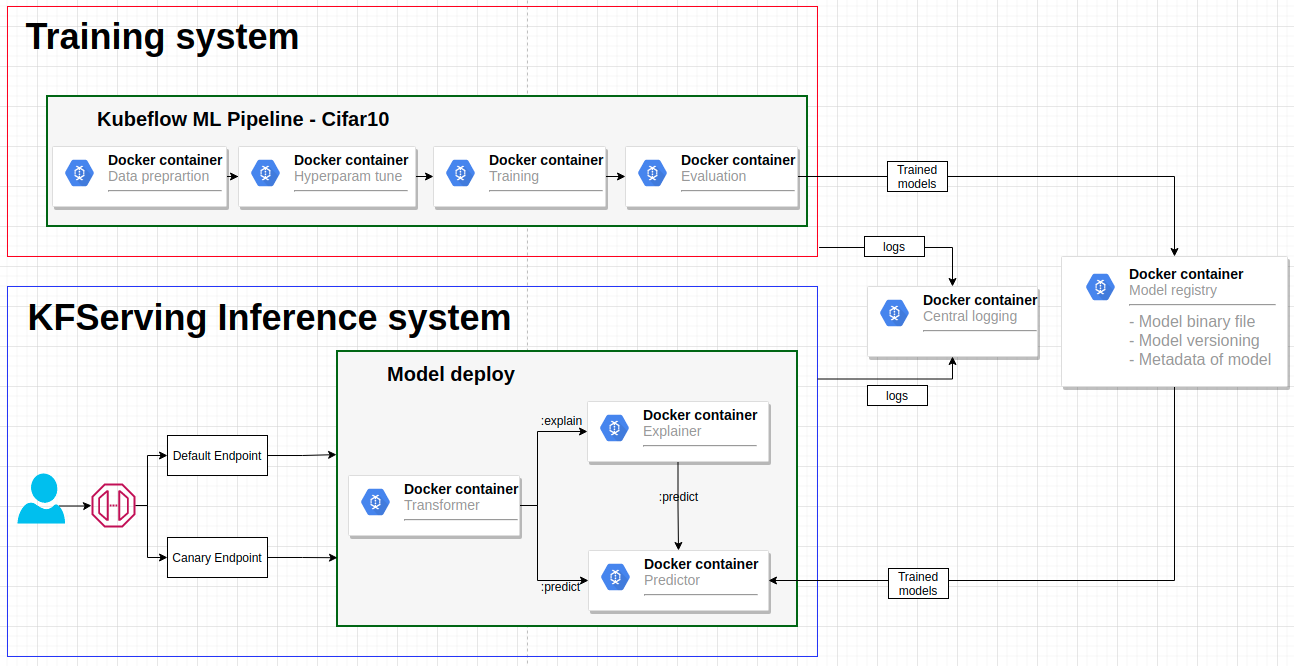 Training system
Kubeflow ML Pipeline - Cifar10
Docker container
Data preprartion
Docker container
Hyperparam tune
Docker container
Training
Docker container
Evaluation
Trained
models
logs
Docker container
Central logging
logs
Docker container
Model registry
- Model binary file
- Model versioning
- Metadata of model
KFServing Inference system
Model deploy
Default Endpoint
Canary Endpoint
Docker container
Transformer
:explain
Docker container
Explainer
:predict
:predict
Docker container
Predictor
Trained
models